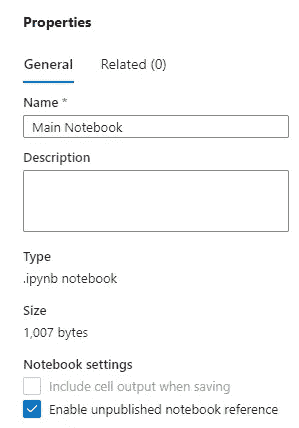 Properties
General Related (0)
Name *
Main Notebook
Description
Type
.ipynb notebook
Size
1,007 bytes
Notebook settings
Include cell output when saving
Enable unpublished notebook reference